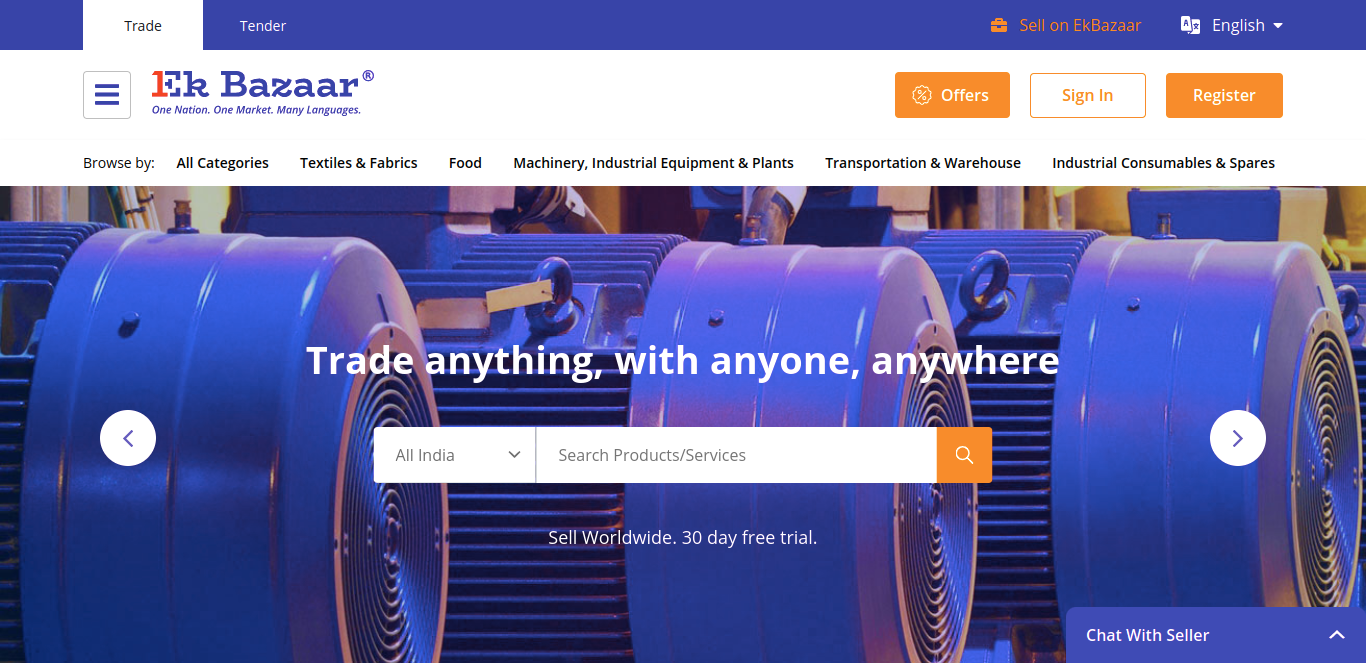 Trade
Tender
Sell on EkBazaar
English
Ek Bazaar®
One Nation. One Market. Many Languages.
Offers
Sign In
Register
Browse by:
All Categories
Textiles & Fabrics
Food
Machinery, Industrial Equipment & Plants
Transportation & Warehouse
Industrial Consumables & Spares
Trade anything, with anyone, anywhere
All India
Search Products/Services
Sell Worldwide. 30 day free trial.
Chat With Seller